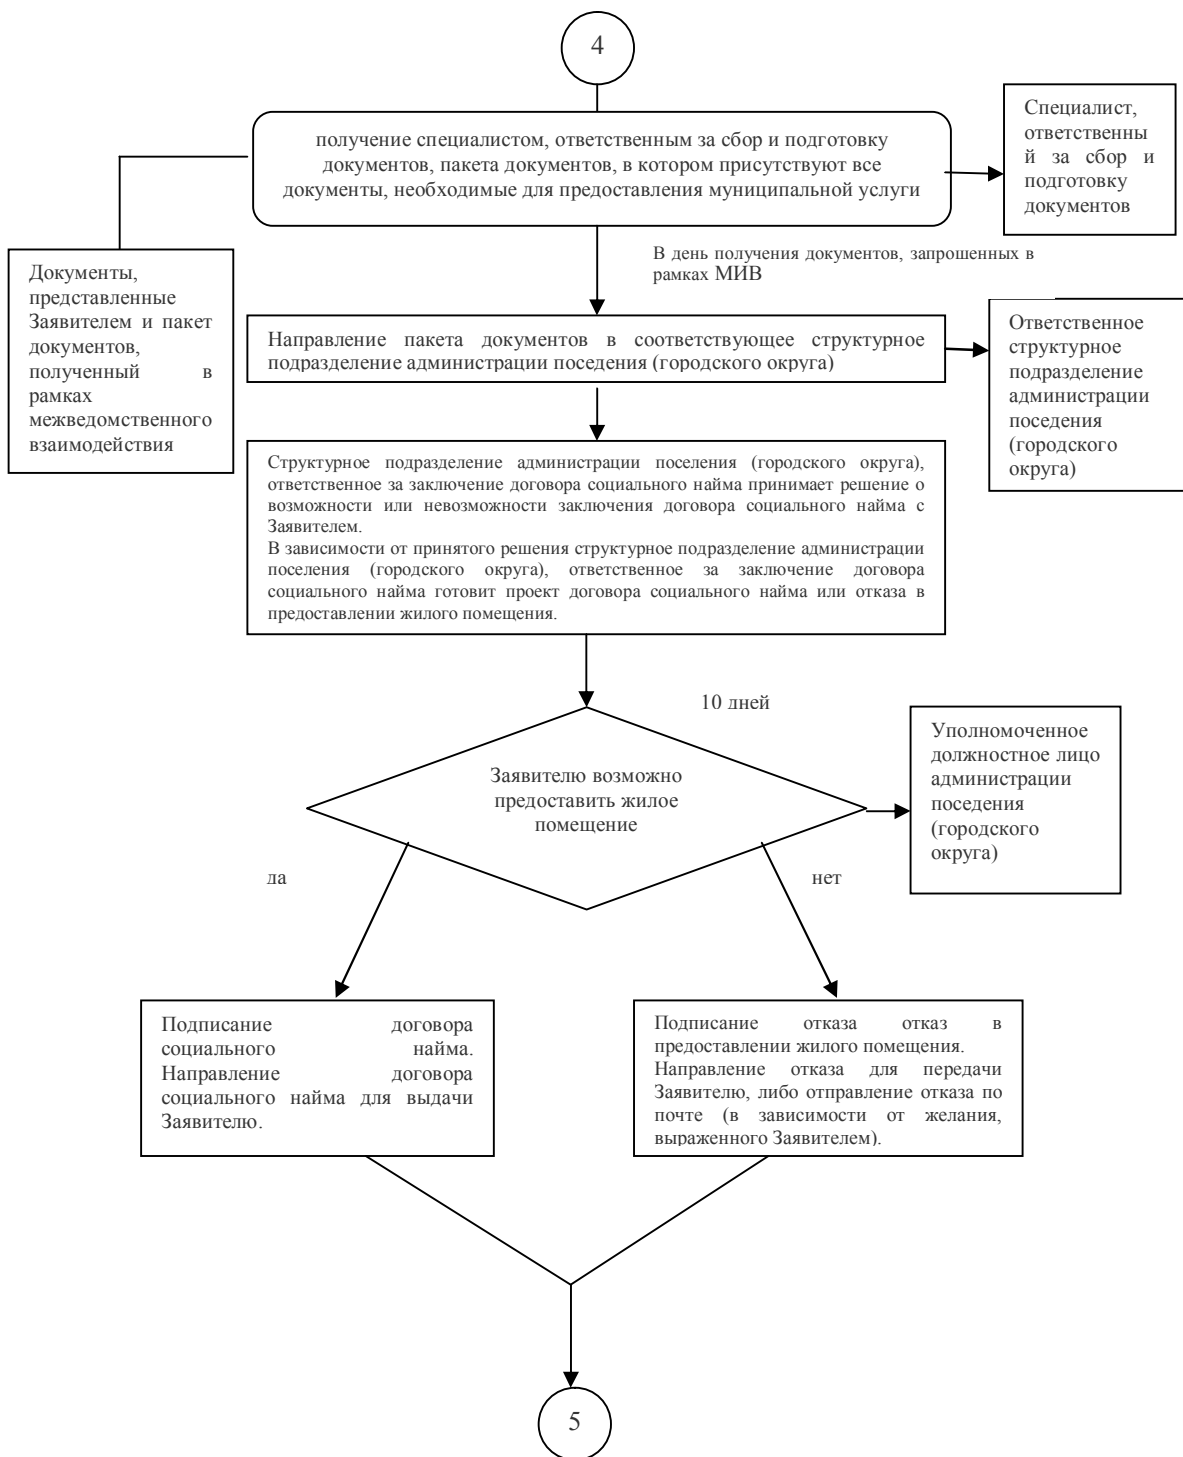 4
получение специалистом, ответственным за сбор и подготовку
документов, пакета документов, в котором присутствуют все
документы, необходимые для предоставления муниципальной услуги
Специалист,
ответственны
й за сбор и
подготовку
документов
Документы,
представленные
Заявителем и пакет
документов,
полученный в
рамках
межведомственного
взаимодействия
В день получения документов, запрошенных в
рамках МИВ
Направление пакета документов в соответствующее структурное
подразделение администрации поседения (городского округа)
Ответственное
структурное
подразделение
администрации
поседения
(городского
округа)
Структурное подразделение администрации поселения (городского округа),
ответственное за заключение договора социального найма принимает решение о
возможности или невозможности заключения договора социального найма с
Заявителем.
В зависимости от принятого решения структурное подразделение администрации
поселения (городского округа), ответственное за заключение договора
социального найма готовит проект договора социального найма или отказа в
предоставлении жилого помещения.
10 дней
Заявителю возможно
предоставить жилое
помещение
Уполномоченное
должностное лицо
администрации
поседения
(городского
округа)
да
нет
Подписание договора
социального найма.
Направление договора
социального найма для выдачи
Заявителю.
Подписание отказа отказ в
предоставлении жилого помещения.
Направление отказа для передачи
Заявителю, либо отправление отказа по
почте (в зависимости от желания,
выраженного Заявителем).
5